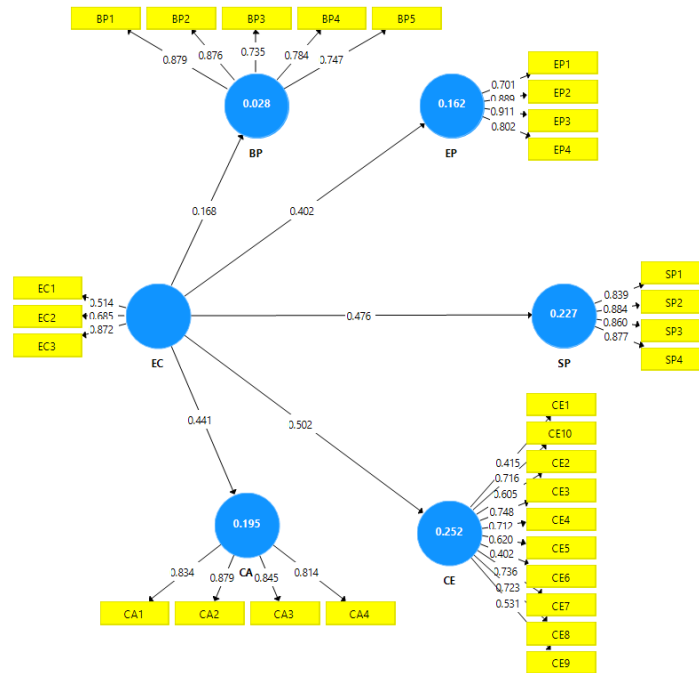 BP1 BP2 BP3 BP4 BP5
0.879 0.876 0.735 0.784 0.747
0.028
BP
0.162
EP
0.701
0.889
0.911
0.802
EP1
EP2
EP3
EP4
0.168
0.402
EC1
EC2
EC3
0.514
0.685
0.872
EC
0.476
0.227
SP
0.839
0.884
0.860
0.877
SP1
SP2
SP3
SP4
0.441
0.502
0.195
CA
0.834 0.879 0.845 0.814
CA1 CA2 CA3 CA4
0.252
CE
0.415
0.716
0.605
0.748
0.712
0.620
0.402
0.736
0.723
0.531
CE1
CE10
CE2
CE3
CE4
CE5
CE6
CE7
CE8
CE9